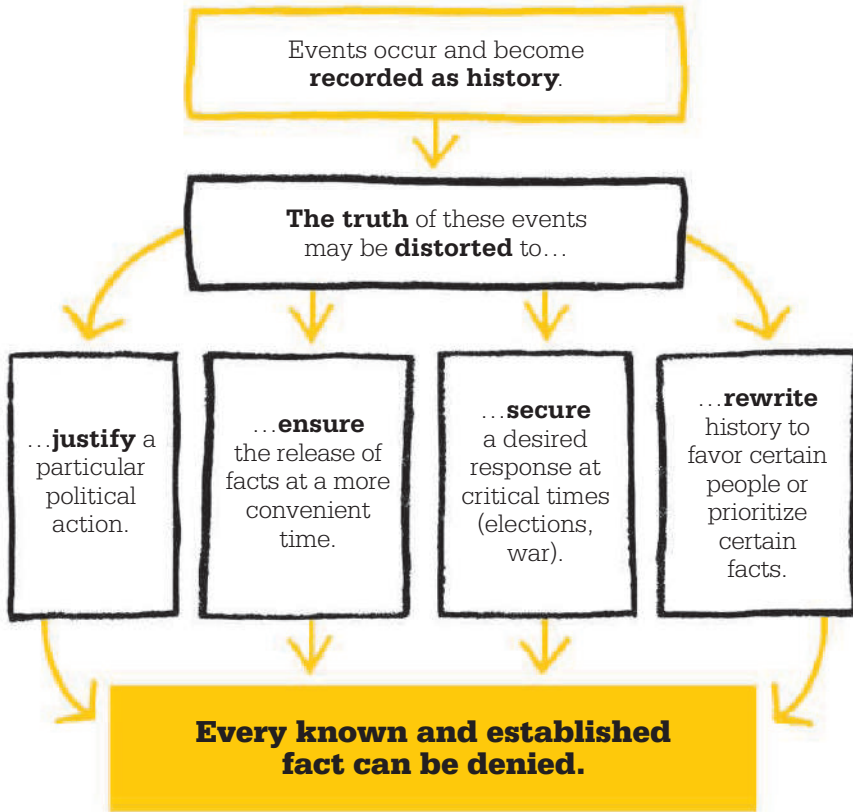 Events occur and become
recorded as history.
The truth of these events
may be distorted to…
…justify a
particular
political
action.
…ensure
the release of
facts at a more
convenient
time.
…secure
a desired
response at
critical times
(elections,
war).
…rewrite
history to
favor certain
people or
prioritize
certain
facts.
Every known and established
fact can be denied.